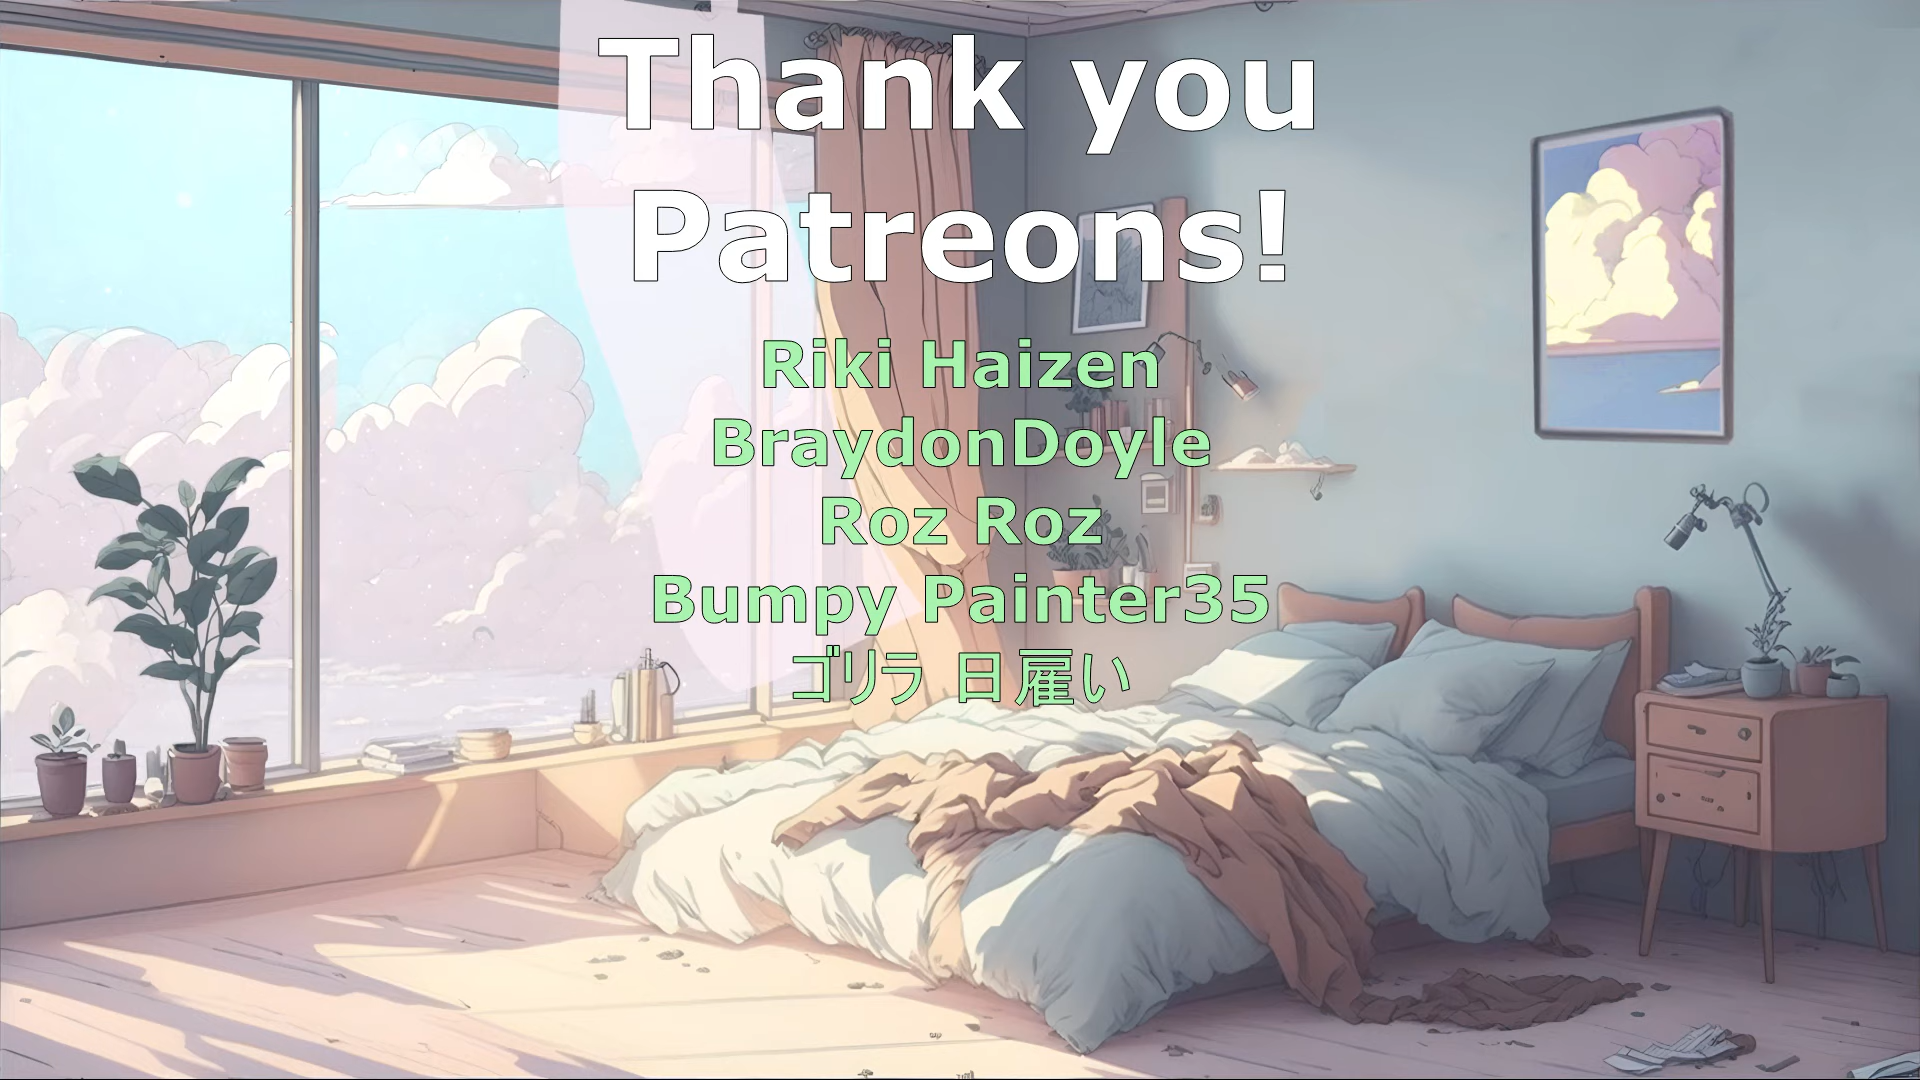 Thank you
Patreons!
Riki Haizen
BraydonDoyle
Roz Roz
Bumpy Painter35
ゴリラ 日雇い